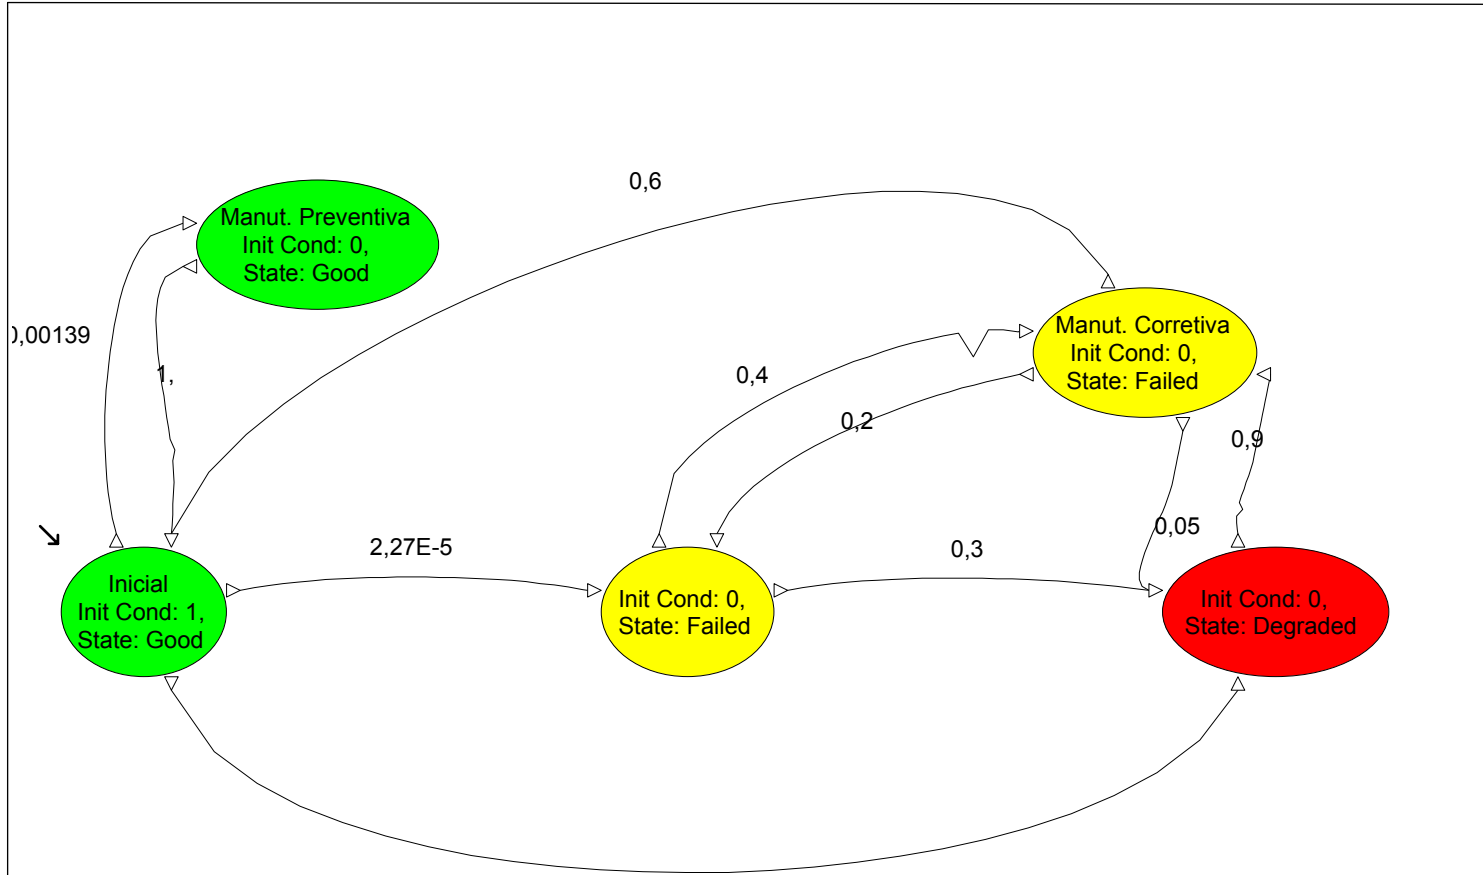 0,6
Manut. Preventiva
Init Cond: 0,
State: Good
0,00139
1,
Manut. Corretiva
Init Cond: 0,
State: Failed
0,4
0,2
0,9
0,05
2,27E-5
0,3
Inicial
Init Cond: 1,
State: Good
Init Cond: 0,
State: Failed
Init Cond: 0,
State: Degraded